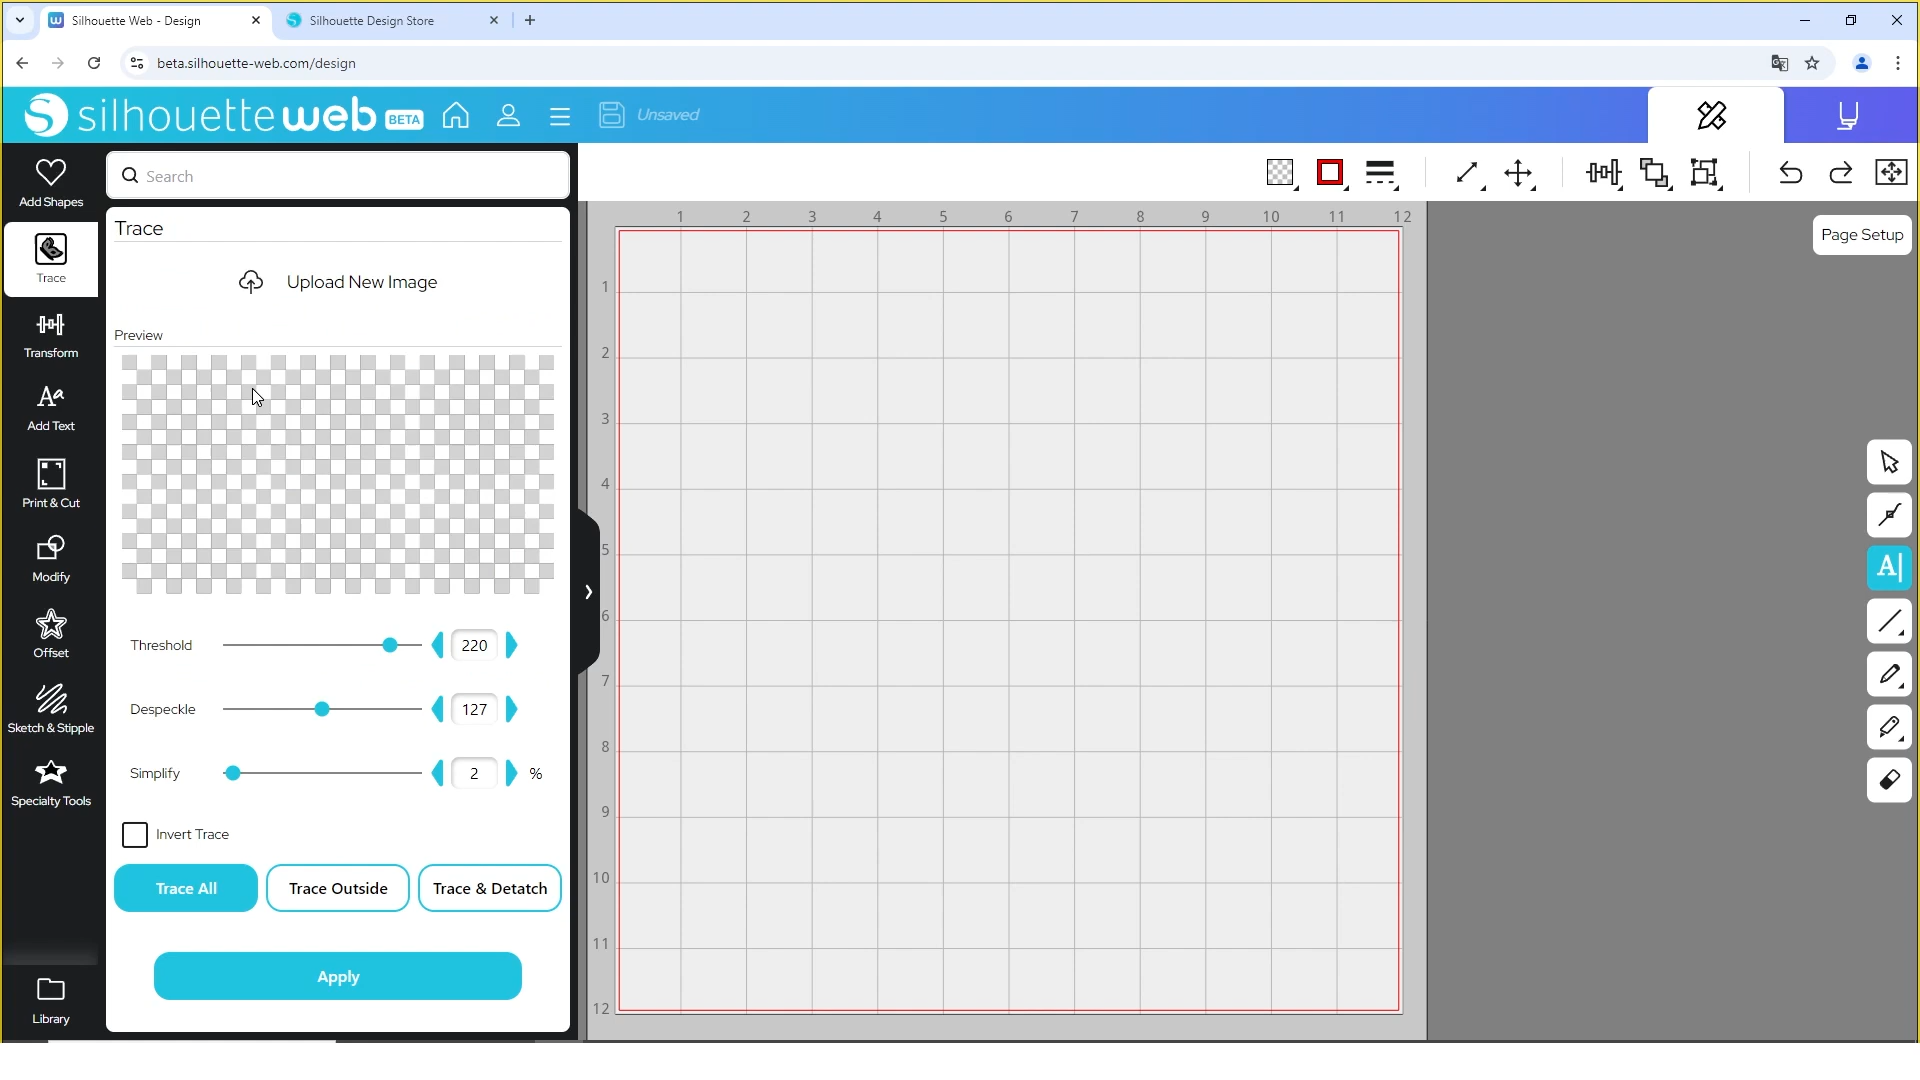 Silhouette Web - Design
Silhouette Design Store
beta.silhouette-web.com/design
silhouetteweb BETA
Unsaved
Add Shapes
Search
Trace
Trace
Upload New Image
Page Setup
Transform
Preview
Add Text
Print & Cut
Modify
Offset
Sketch & Stipple
Specialty Tools
Library
Threshold 220
Despeckle 127
Simplify 2 %
Invert Trace
Trace All Trace Outside Trace & Detatch
Apply
1 2 3 4 5 6 7 8 9 10 11 12
1
2
3
4
5
6
7
8
9
10
11
12
A